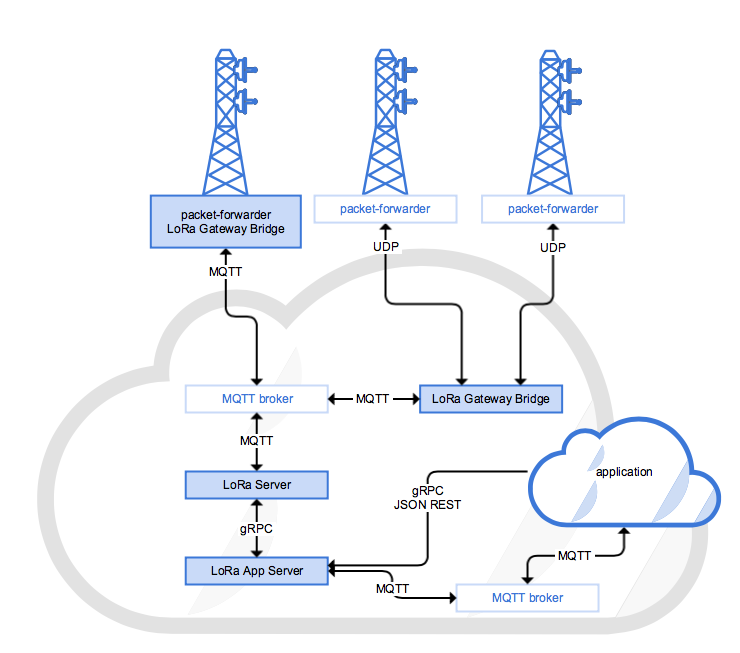 packet-forwarder
LoRa Gateway Bridge
packet-forwarder
packet-forwarder
MQTT
UDP
UDP
MQTT broker
MQTT
LoRa Gateway Bridge
MQTT
LoRa Server
application
gRPC
JSON REST
gRPC
LoRa App Server
MQTT
MQTT
MQTT broker